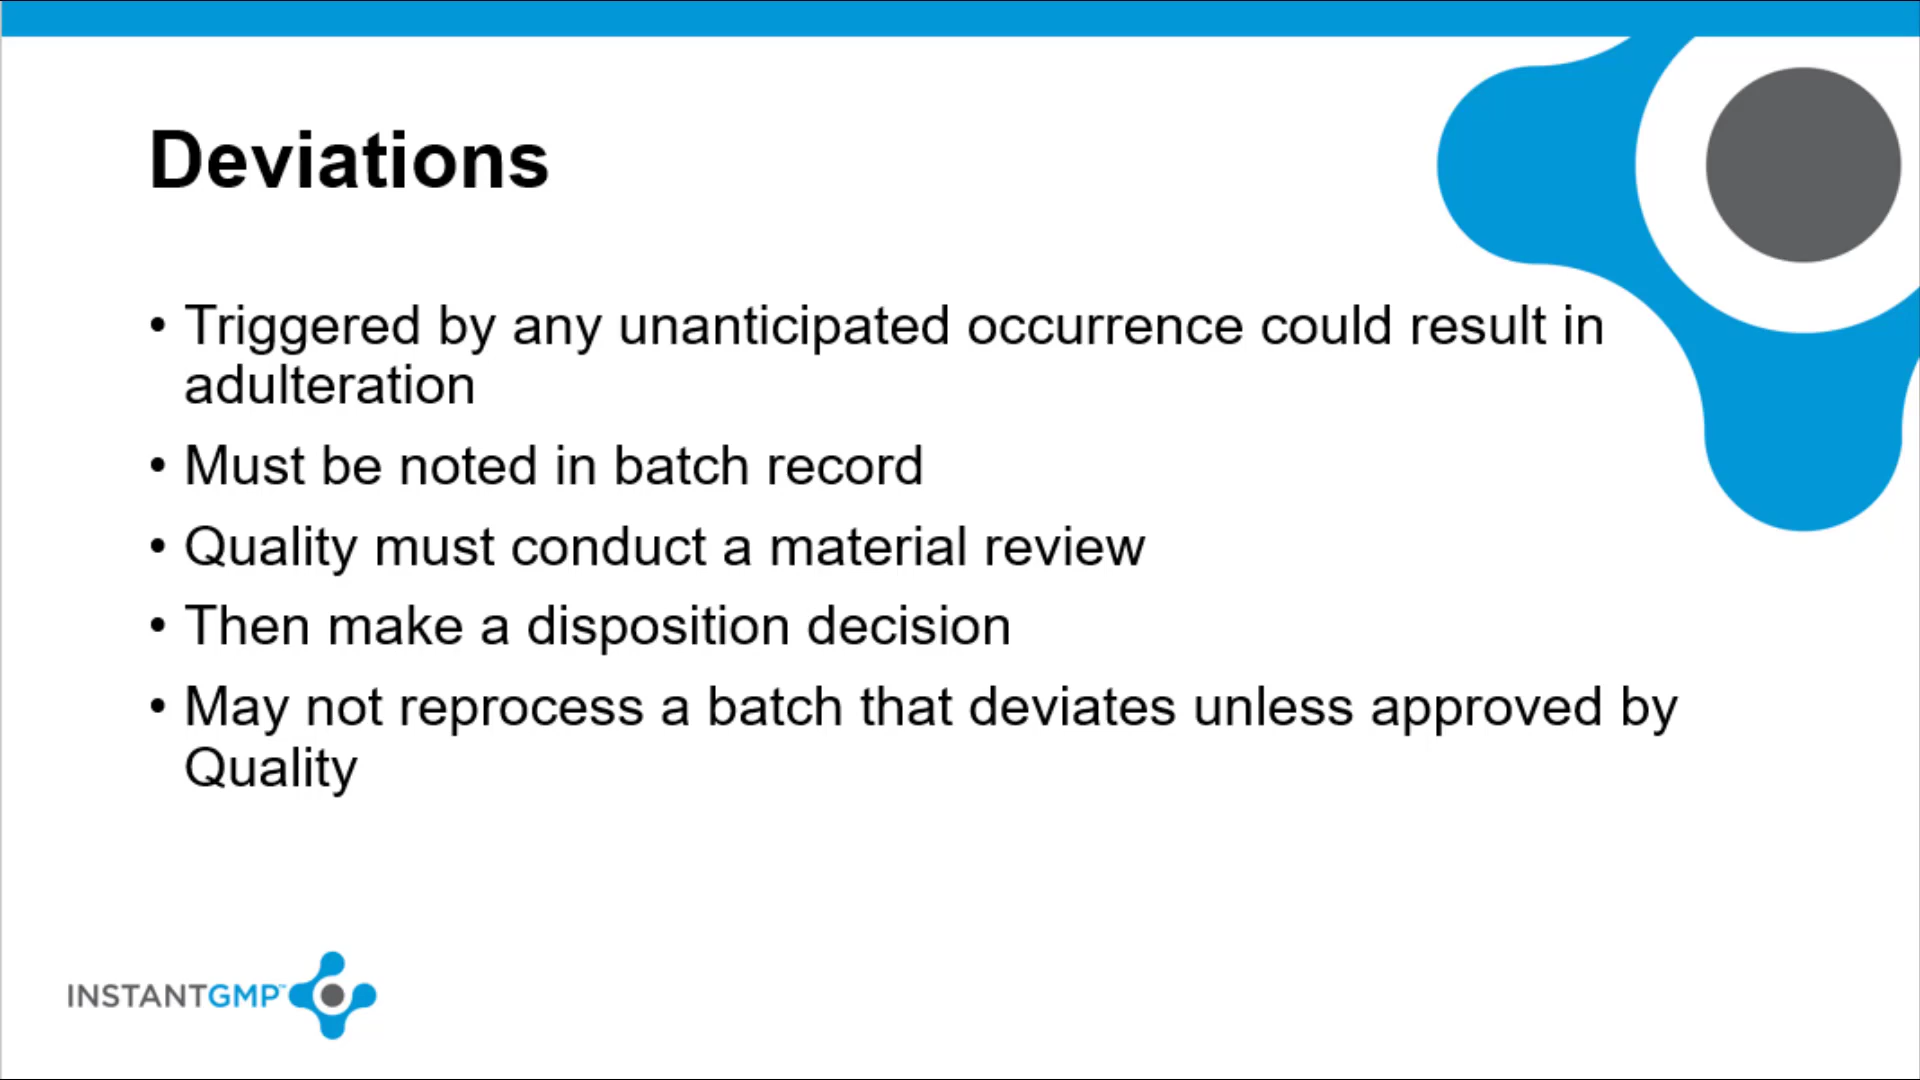 Deviations
• Triggered by any unanticipated occurrence could result in
adulteration
• Must be noted in batch record
• Quality must conduct a material review
• Then make a disposition decision
• May not reprocess a batch that deviates unless approved by
Quality
INSTANTGMP™